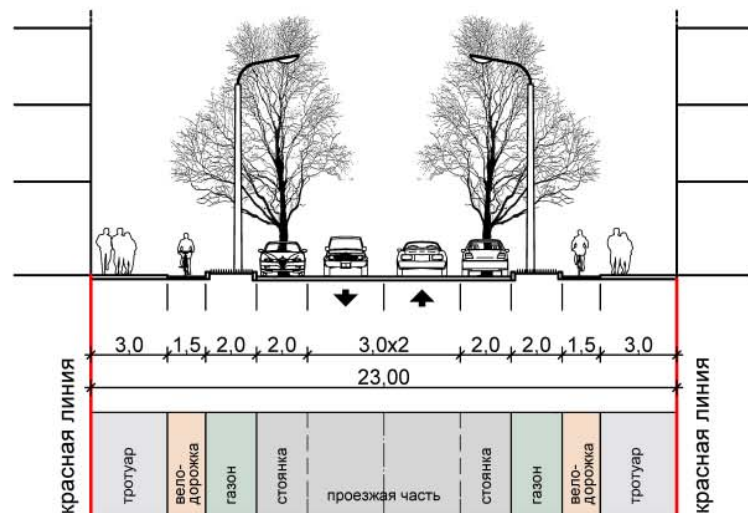 3,0 1,5 2,0 2,0 3,0x2 2,0 2,0 1,5 3,0
23,00
красная линия
тротуар
вело-
дорожка
газон
стоянка
проезжая часть
стоянка
газон
вело-
дорожка
тротуар
красная линия